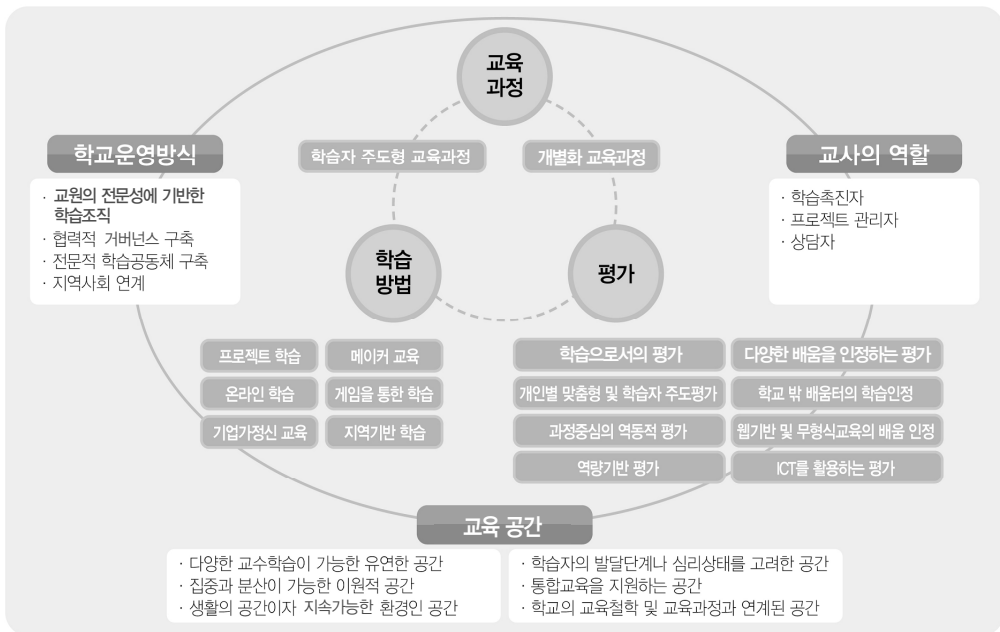 교육
과정
학습자 주도형 교육과정
개별화 교육과정
학교운영방식
· 교원의 전문성에 기반한
학습조직
· 협력적 거버넌스 구축
· 전문적 학습공동체 구축
· 지역사회 연계
교사의 역할
· 학습촉진자
· 프로젝트 관리자
· 상담자
학습
방법
평가
프로젝트 학습
메이커 교육
온라인 학습
게임을 통한 학습
기업가정신 교육
지역기반 학습
학습으로서의 평가
다양한 배움을 인정하는 평가
개인별 맞춤형 및 학습자 주도평가
학교 밖 배움터의 학습인정
과정중심의 역동적 평가
웹기반 및 무형식교육의 배움 인정
역량기반 평가
ICT를 활용하는 평가
교육 공간
· 다양한 교수학습이 가능한 유연한 공간
· 집중과 분산이 가능한 이원적 공간
· 생활의 공간이자 지속가능한 환경인 공간
· 학습자의 발달단계나 심리상태를 고려한 공간
· 통합교육을 지원하는 공간
· 학교의 교육철학 및 교육과정과 연계된 공간